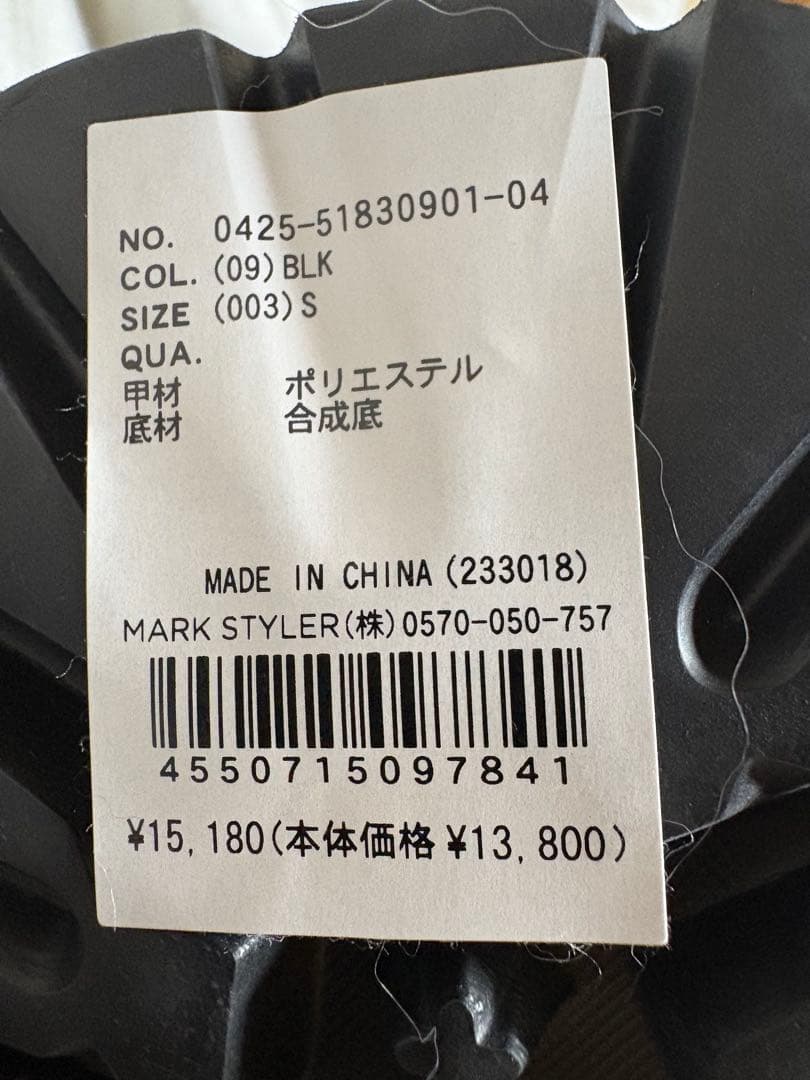 NO. 0425-51830901-04
COL. (09)BLK
SIZE (003)S
QUA.
甲材 ポリエステル
底材 合成底
MADE IN CHINA(233018)
MARK STYLER(株)0570-050-757
4550715097841
¥15,180(本体価格 ¥13,800)